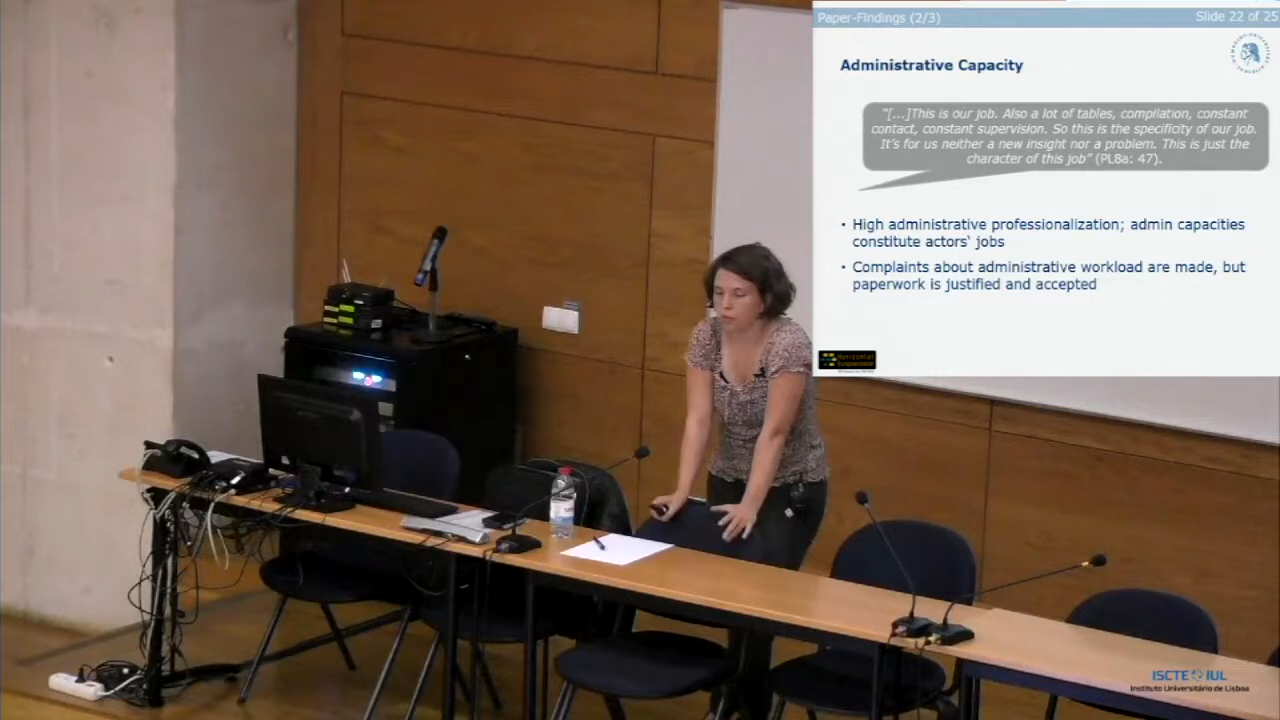 Paper-Findings (2/3)
Slide 22 of 25
Administrative Capacity
"[...]This is our job. Also a lot of tables, compilation, constant
contact, constant supervision. So this is the specificity of our job.
It's for us neither a new insight nor a problem. This is just the
character of this job" (PL8a: 47).
• High administrative professionalization; admin capacities
constitute actors' jobs
• Complaints about administrative workload are made, but
paperwork is justified and accepted
ISCTE IUL
Instituto Universitário de Lisboa